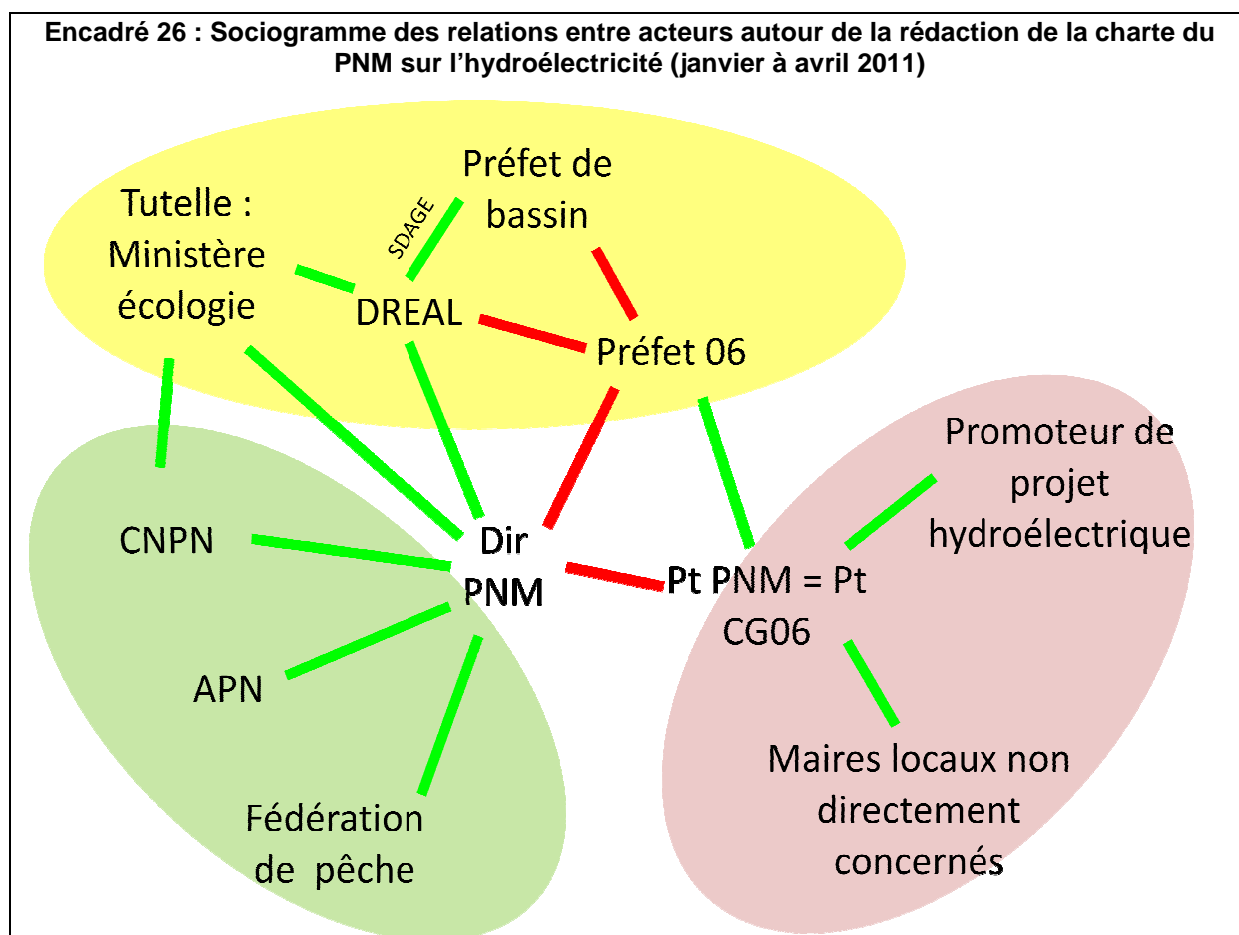 Encadré 26 : Sociogramme des relations entre acteurs autour de la rédaction de la charte du
PNM sur l'hydroélectricité (janvier à avril 2011)
Préfet de
bassin
Tutelle :
Ministère
écologie
SDAGE
DREAL
Préfet 06
Promoteur de
projet
hydroélectrique
CNPN
Dir
PNM
Pt PNM = Pt
CG06
APN
Maires locaux non
directement
concernés
Fédération
de pêche